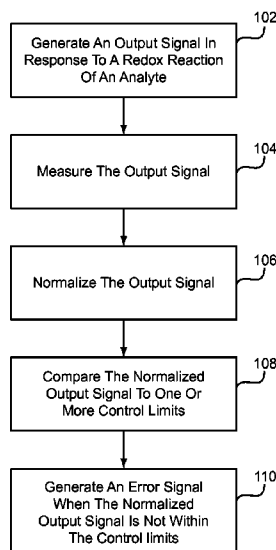 102
Generate An Output Signal In
Response To A Redox Reaction
Of An Analyte
104
Measure The Output Signal
106
Normalize The Output Signal
108
Compare The Normalized
Output Signal To One Or
More Control Limits
110
Generate An Error Signal
When The Normalized
Output Signal Is Not Within
The Control limits